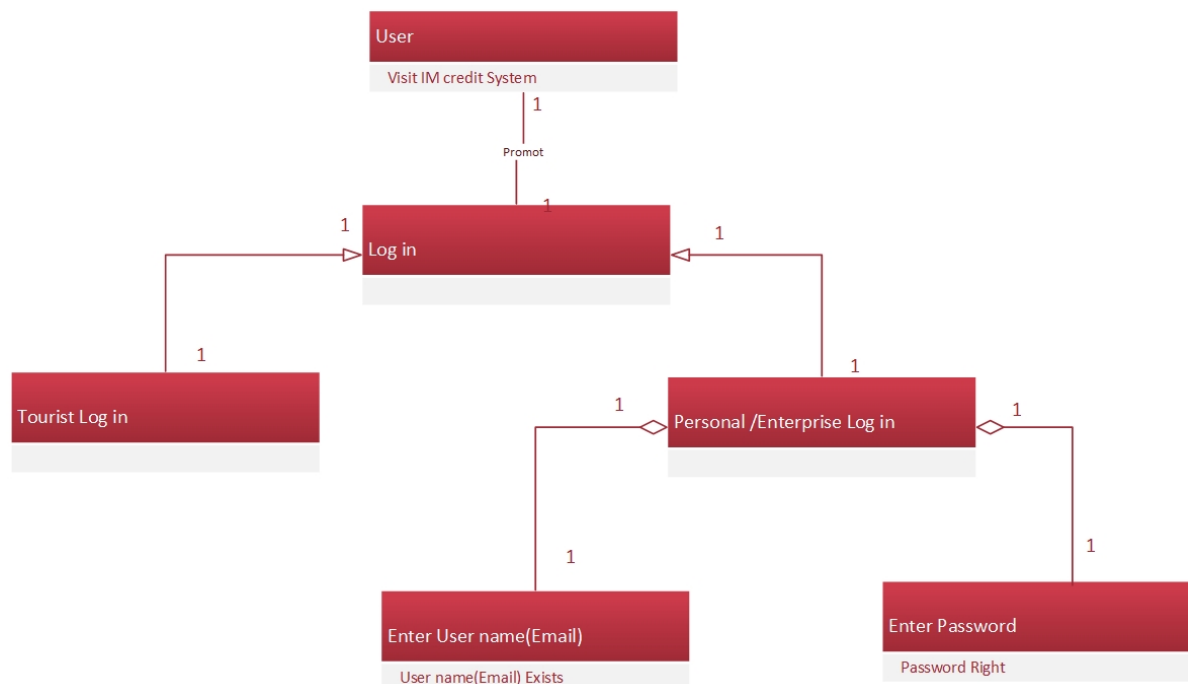 User
Visit IM credit System
1
Promot
1
1
Log in
1
1
Tourist Log in
1
1
Personal /Enterprise Log in
1
1
Enter User name(Email)
User name(Email) Exists
1
Enter Password
Password Right